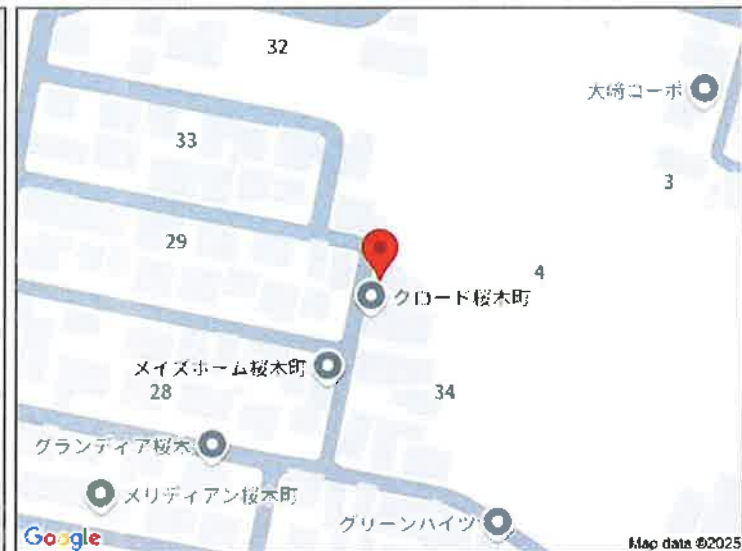 32
大崎コーポ
33
3
29
4
クロード桜木町
メイズホーム桜木町
28
34
グランディア桜木
メリディアン桜木町
グリーンハイツ
Google
Map data ©2025